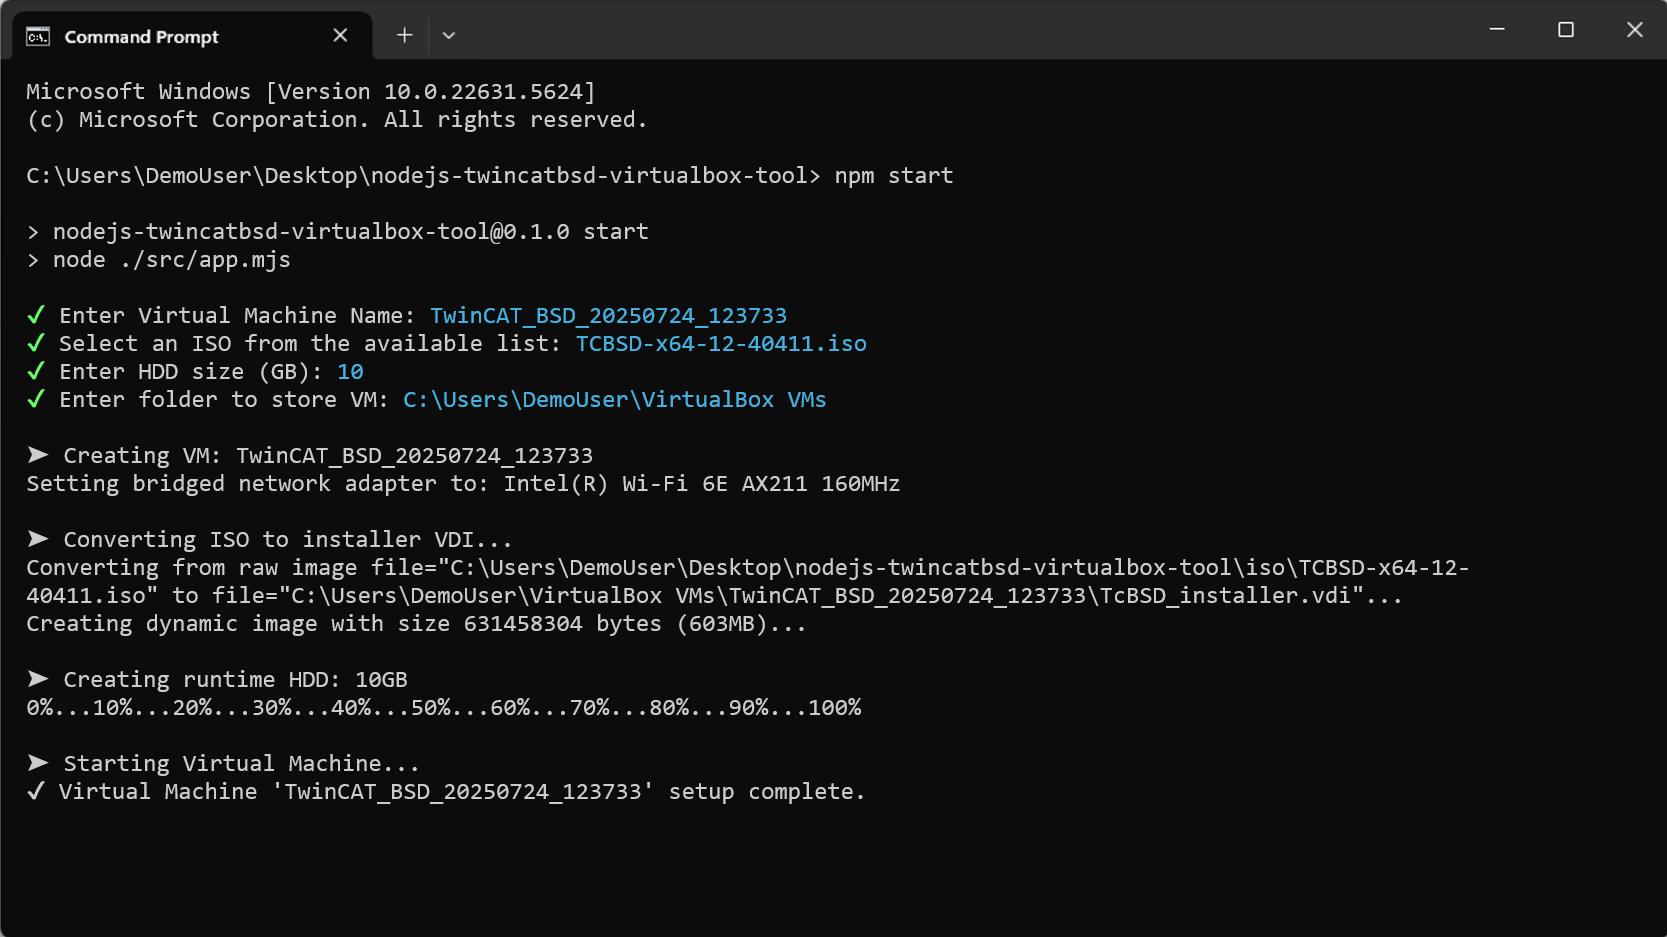 Command Prompt
Microsoft Windows [Version 10.0.22631.5624]
(c) Microsoft Corporation. All rights reserved.
C:\Users\DemoUser\Desktop\nodejs-twincatbsd-virtualbox-tool> npm start
> nodejs-twincatbsd-virtualbox-tool@0.1.0 start
> node ./src/app.mjs
✓ Enter Virtual Machine Name: TwinCAT_BSD_20250724_123733
✓ Select an ISO from the available list: TCBSD-x64-12-40411.iso
✓ Enter HDD size (GB): 10
✓ Enter folder to store VM: C:\Users\DemoUser\VirtualBox VMs
➤ Creating VM: TwinCAT_BSD_20250724_123733
Setting bridged network adapter to: Intel(R) Wi-Fi 6E AX211 160MHz
➤ Converting ISO to installer VDI...
Converting from raw image file="C:\Users\DemoUser\Desktop\nodejs-twincatbsd-virtualbox-tool\iso\TCBSD-x64-12-
40411.iso" to file="C:\Users\DemoUser\VirtualBox VMs\TwinCAT_BSD_20250724_123733\TcBSD_installer.vdi"...
Creating dynamic image with size 631458304 bytes (603MB)...
➤ Creating runtime HDD: 10GB
0%...10%...20%...30%...40%...50%...60%...70%...80%...90%...100%
➤ Starting Virtual Machine...
✓ Virtual Machine 'TwinCAT_BSD_20250724_123733' setup complete.